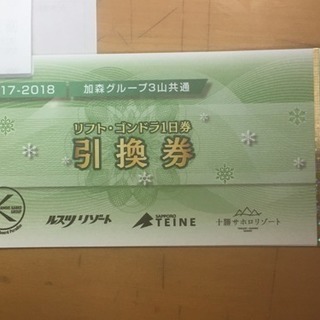 17-2018 加森グループ3山共通
リフト・ゴンドラ1日券
引換券
ルスツリゾート SAPPORO TEINE 十勝サホロリゾート